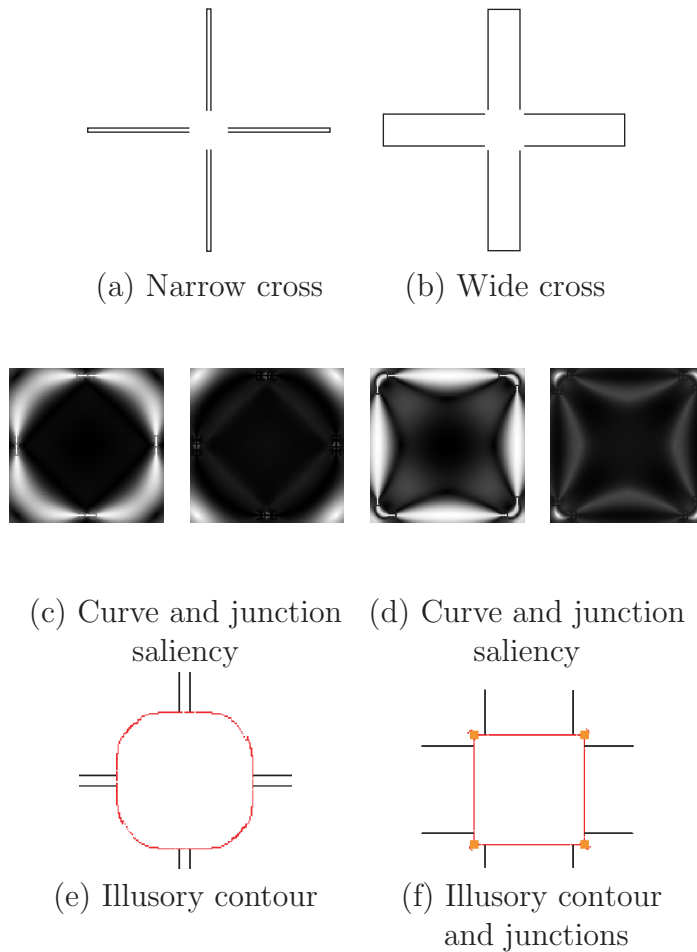 (a) Narrow cross
(b) Wide cross
(c) Curve and junction
saliency
(d) Curve and junction
saliency
(e) Illusory contour
(f) Illusory contour
and junctions